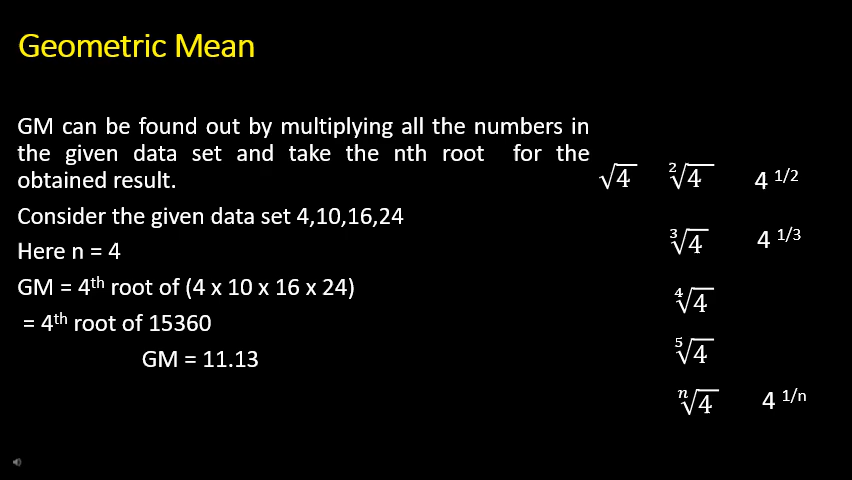 Geometric Mean
GM can be found out by multiplying all the numbers in
the given data set and take the nth root for the
obtained result.
Consider the given data set 4,10,16,24
Here n = 4
GM = 4th root of (4 x 10 x 16 x 24)
= 4th root of 15360
GM = 11.13
√4 ²√4 4 1/2
³√4 4 1/3
⁴√4
⁵√4
ⁿ√4 4 1/n